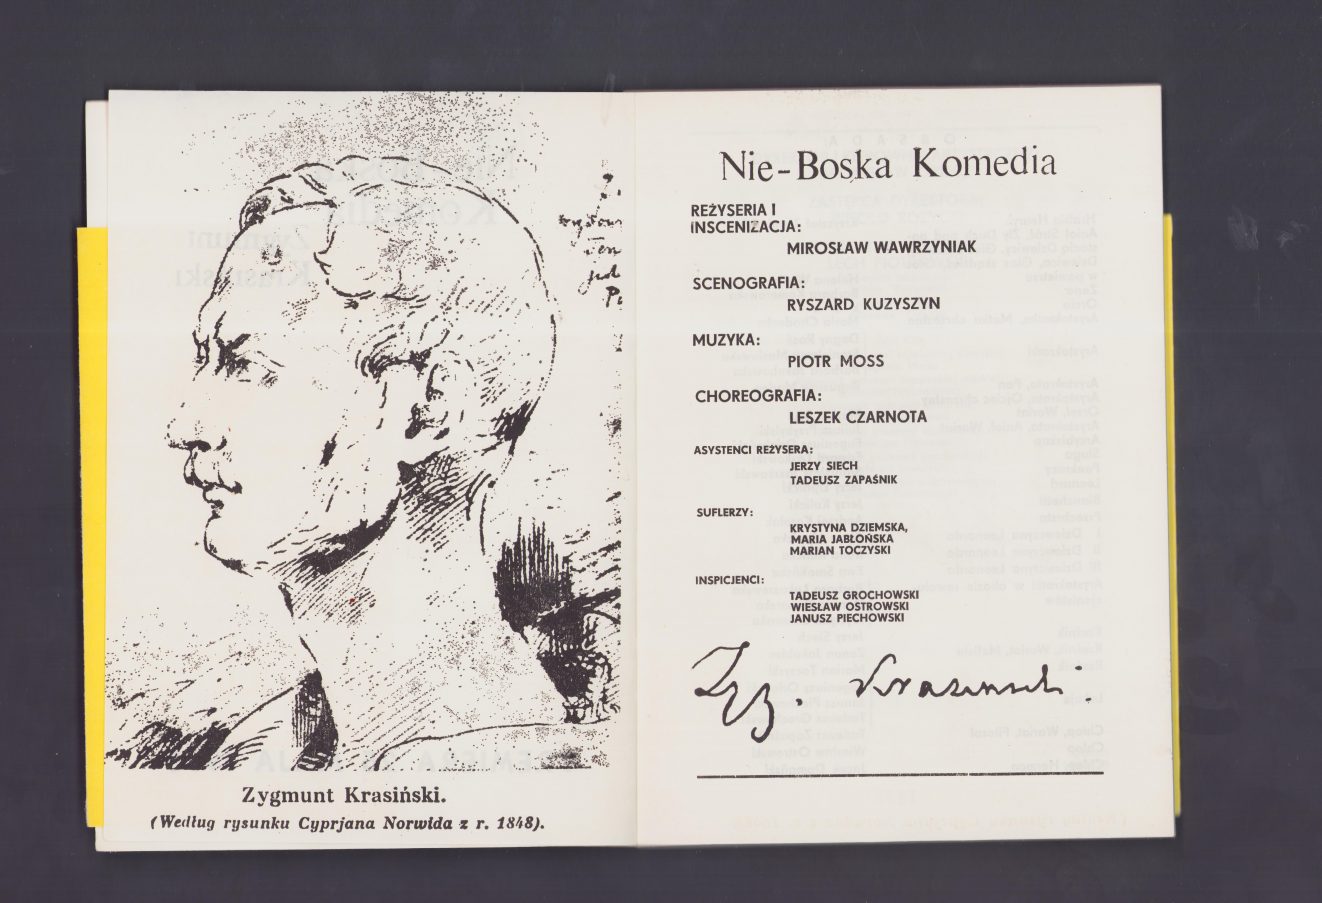 Zygmunt Krasiński.
(Według rysunku Cyprjana Norwida z r. 1848).
Nie-Boska Komedia
REŻYSERIA I
INSCENIZACJA:
MIROSŁAW WAWRZYNIAK
SCENOGRAFIA:
RYSZARD KUZYSZYN
MUZYKA:
PIOTR MOSS
CHOREOGRAFIA:
LESZEK CZARNOTA
ASYSTENCI REŻYSERA:
JERZY SIECH
TADEUSZ ZAPAŚNIK
SUFLERZY:
KRYSTYNA DZIEMSKA,
MARIA JABŁOŃSKA
MARIAN TOCZYSKI
INSPICJENCI:
TADEUSZ GROCHOWSKI
WIESŁAW OSTROWSKI
JANUSZ PIECHOWSKI
Zyg. Krasinski